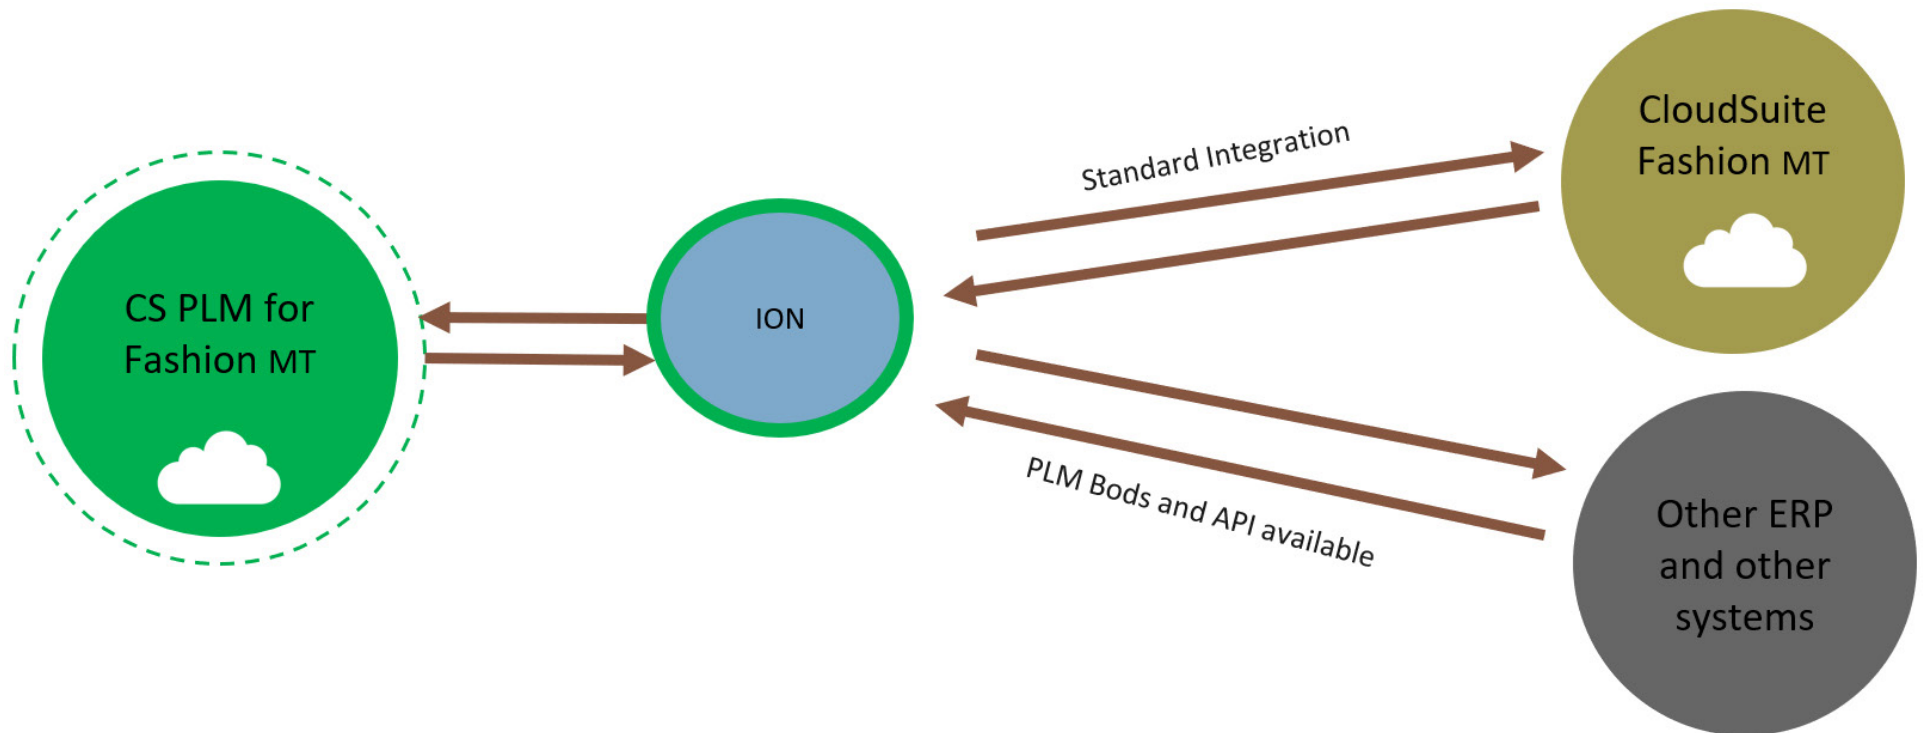 CS PLM for
Fashion MT
ION
Standard Integration
PLM Bods and API available
CloudSuite
Fashion MT
Other ERP
and other
systems